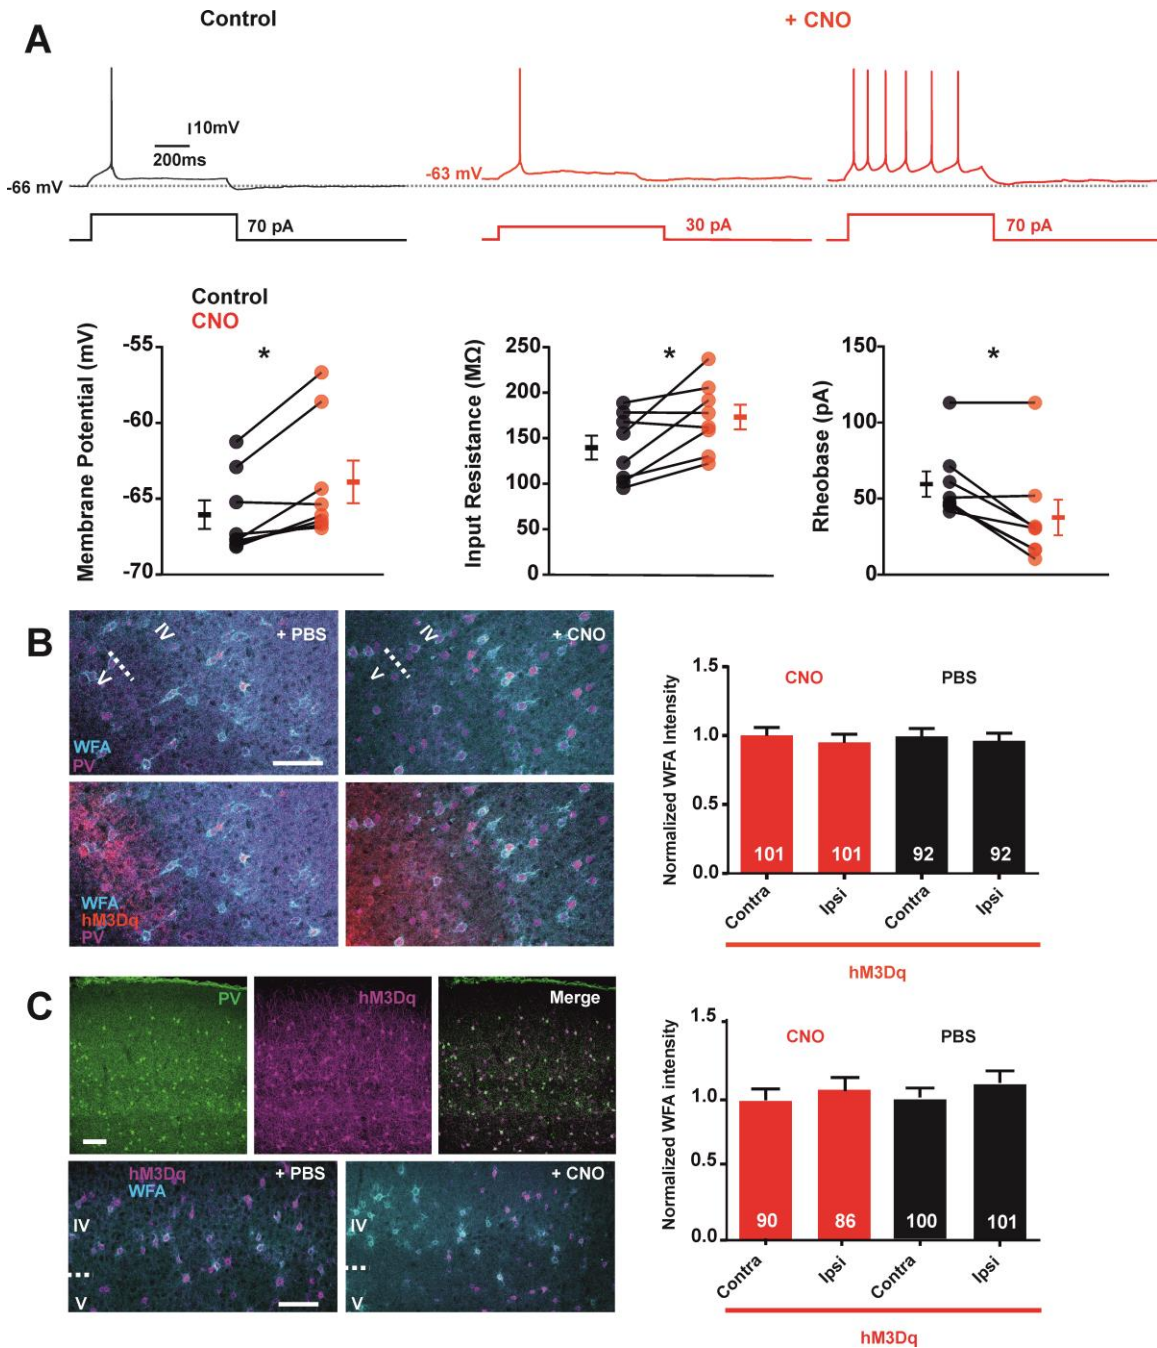 A
Control
+ CNO
10mV
200ms
-66 mV
-63 mV
70 pA
30 pA
70 pA
Control
CNO
Membrane Potential (mV)
-55
-60
-65
-70
*
Input Resistance (MΩ)
250
200
150
100
50
0
*
Rheobase (pA)
150
100
50
0
*
B
IV
V
+ PBS
WFA
PV
IV
V
+ CNO
WFA
hM3Dq
PV
Normalized WFA Intensity
1.5
1.0
0.5
0.0
CNO
PBS
101
101
92
92
Contra
Ipsi
Contra
Ipsi
hM3Dq
C
PV
hM3Dq
Merge
hM3Dq
WFA
+ PBS
IV
V
+ CNO
IV
V
Normalized WFA intensity
1.5
1.0
0.5
0.0
CNO
PBS
90
86
100
101
Contra
Ipsi
Contra
Ipsi
hM3Dq